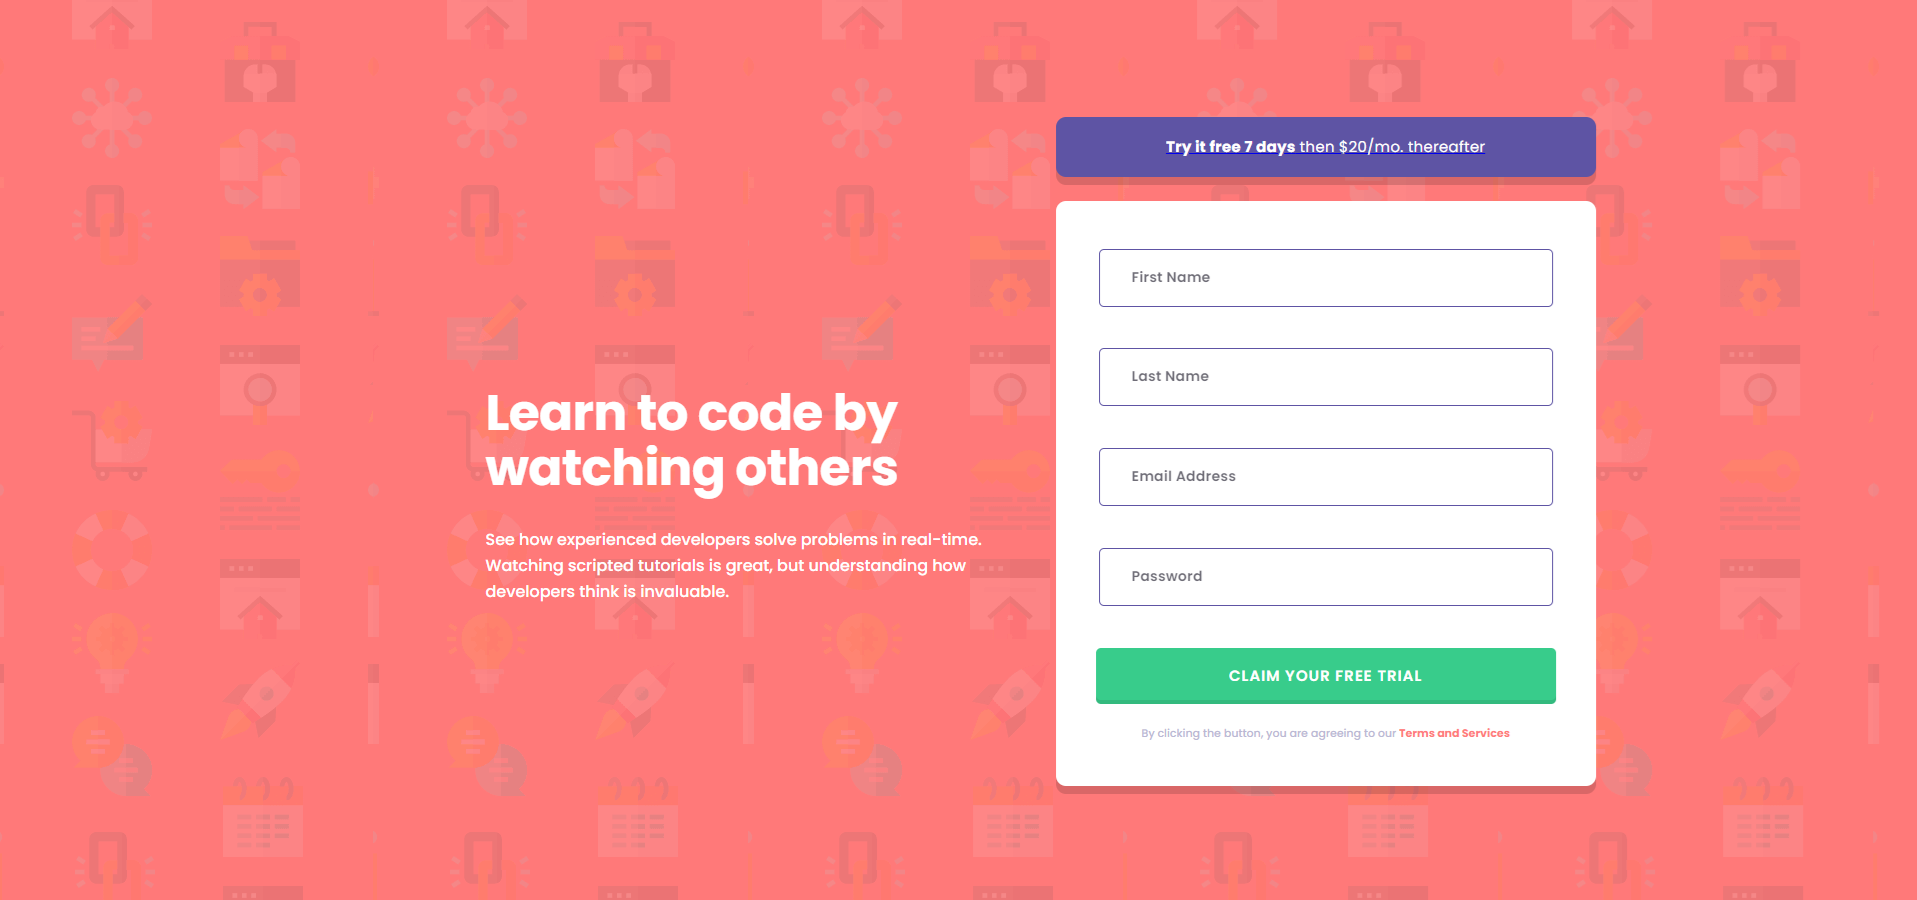 Learn to code by
watching others
See how experienced developers solve problems in real-time.
Watching scripted tutorials is great, but understanding how
developers think is invaluable.
Try it free 7 days then $20/mo. thereafter
First Name
Last Name
Email Address
Password
CLAIM YOUR FREE TRIAL
By clicking the button, you are agreeing to our Terms and Services